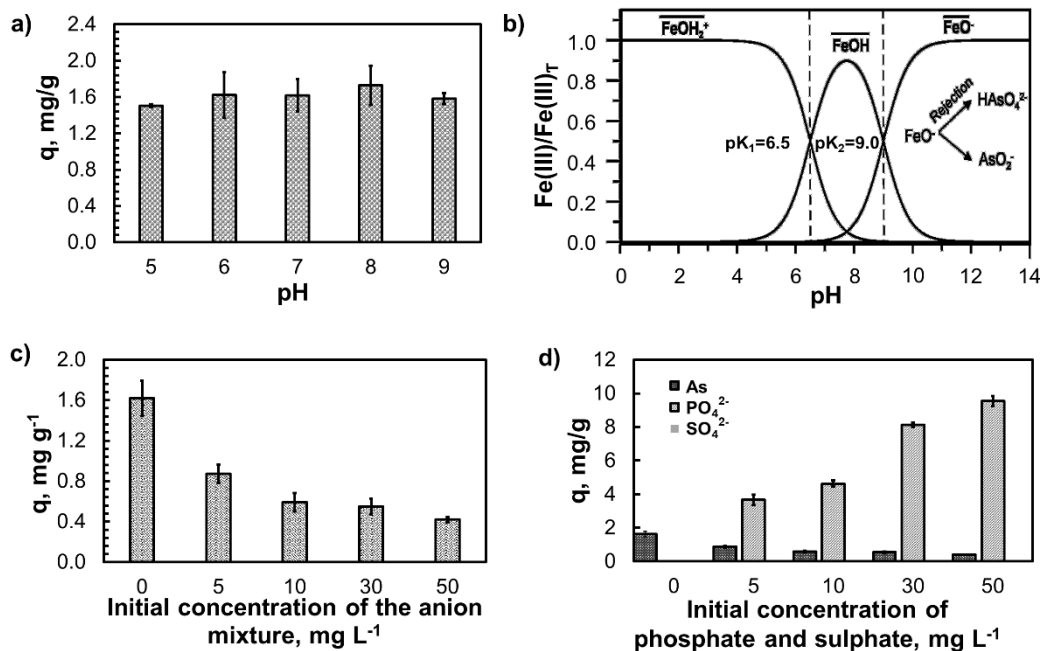 a)
2.4
2.0
1.6
1.2
0.8
0.4
0.0
q, mg/g
5 6 7 8 9
pH
b)
FeOH₂⁺
FeOH
FeO⁻
1.0
0.8
0.6
0.4
0.2
0.0
Fe(III)/Fe(III)T
pK₁=6.5
pK₂=9.0
Rejection
HAsO₄²⁻
FeO⁻
AsO₂⁻
0 2 4 6 8 10 12 14
pH
c)
2.0
1.6
1.2
0.8
0.4
0.0
q, mg g⁻¹
0 5 10 30 50
Initial concentration of the anion
mixture, mg L⁻¹
d)
12
10
8
6
4
2
0
q, mg/g
As
PO₄²⁻
SO₄²⁻
0 5 10 30 50
Initial concentration of
phosphate and sulphate, mg L⁻¹